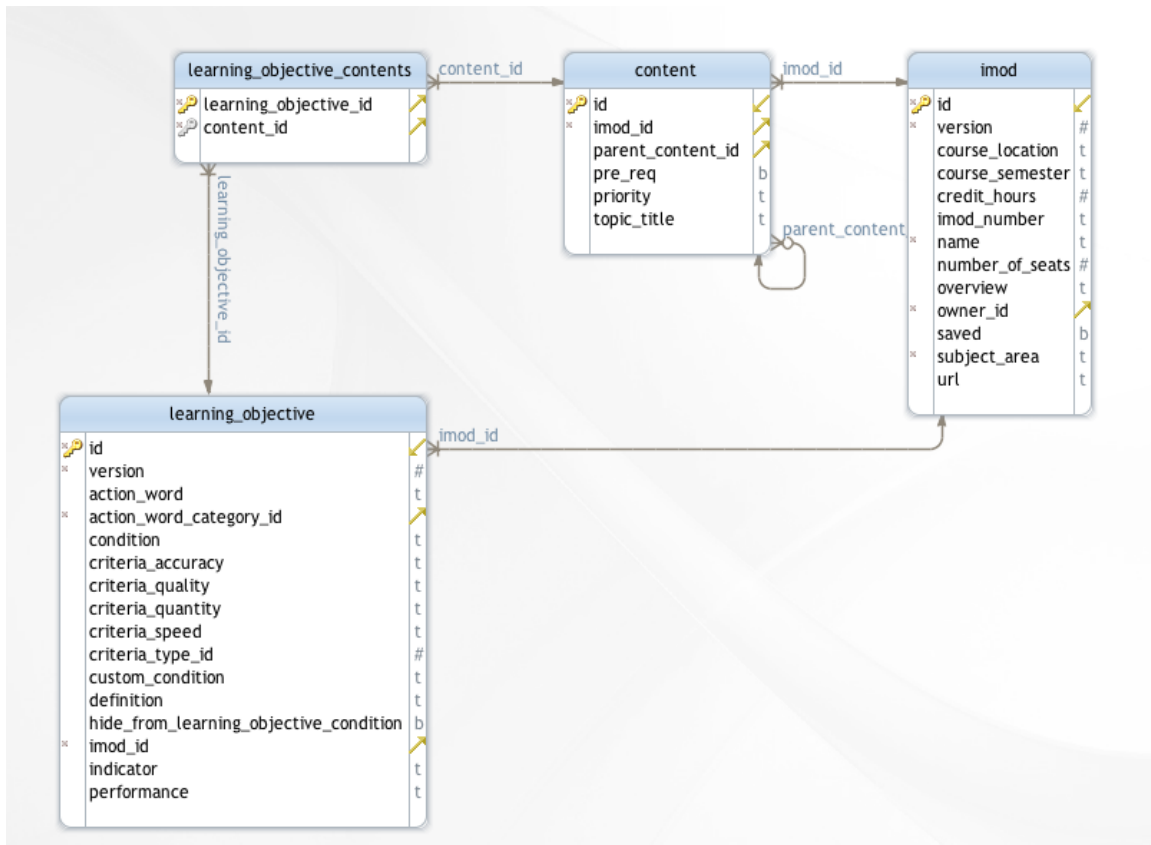 learning_objective_contents
learning_objective_id
content_id
content_id
content
id
imod_id
parent_content_id
pre_req b
priority t
topic_title t
imod_id
parent_content
imod
id
version #
course_location t
course_semester t
credit_hours #
imod_number t
name t
number_of_seats #
overview t
owner_id
saved b
subject_area t
url t
learning_objective_id
learning_objective
id
version #
action_word t
action_word_category_id
condition t
criteria_accuracy t
criteria_quality t
criteria_quantity t
criteria_speed t
criteria_type_id #
custom_condition t
definition t
hide_from_learning_objective_condition b
imod_id
indicator t
performance t
imod_id